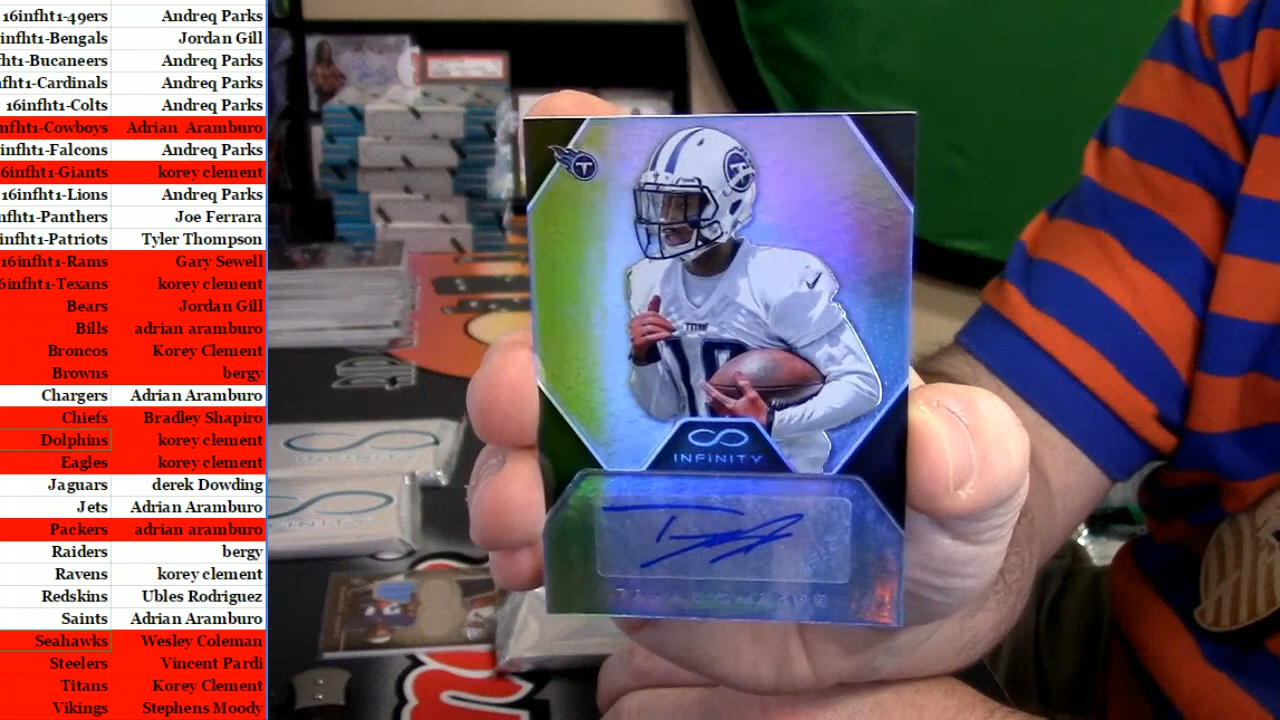 16infht1-49ers Andreq Parks
infht1-Bengals Jordan Gill
fht1-Bucaneers Andreq Parks
nfht1-Cardinals Andreq Parks
16infht1-Colts Andreq Parks
nfht1-Cowboys Adrian Aramburo
infht1-Falcons Andreq Parks
6infht1-Giants korey clement
16infht1-Lions Andreq Parks
fht1-Panthers Joe Ferrara
infht1-Patriots Tyler Thompson
16infht1-Rams Gary Sewell
6infht1-Texans korey clement
Bears Jordan Gill
Bills adrian aramburo
Broncos Korey Clement
Browns bergy
Chargers Adrian Aramburo
Chiefs Bradley Shapiro
Dolphins korey clement
Eagles korey clement
Jaguars derek Dowding
Jets Adrian Aramburo
Packers adrian aramburo
Raiders bergy
Ravens korey clement
Redskins Ubles Rodriguez
Saints Adrian Aramburo
Seahawks Wesley Coleman
Steelers Vincent Pardi
Titans Korey Clement
Vikings Stephens Moody
T
INFINITY